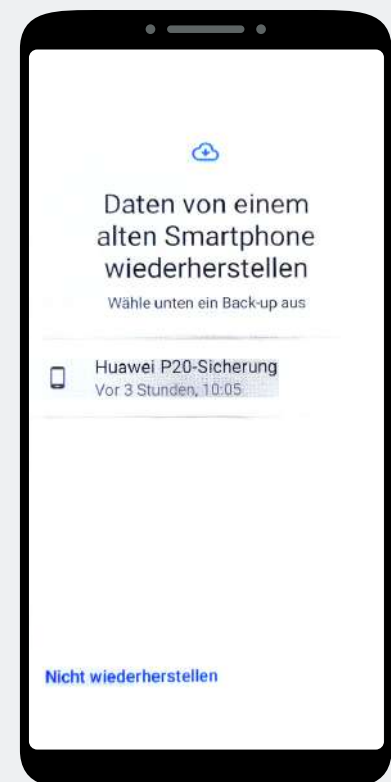 Daten von einem
alten Smartphone
wiederherstellen
Wähle unten ein Back-up aus
Huawei P20-Sicherung
Vor 3 Stunden, 10:05
Nicht wiederherstellen